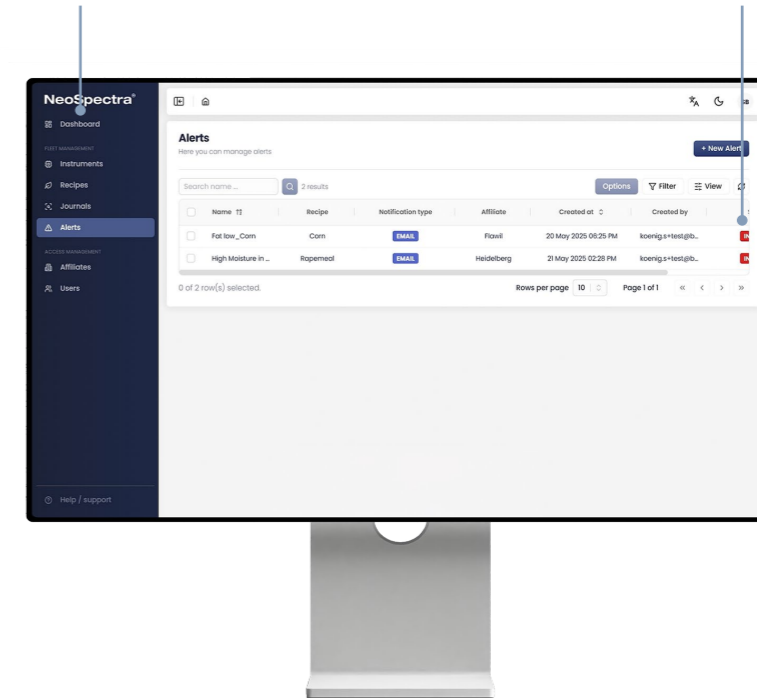 NeoSpectra®
Dashboard
FLEET MANAGEMENT
Instruments
Recipes
Journals
Alerts
ACCESS MANAGEMENT
Affiliates
Users
Help / support
Alerts
Here you can manage alerts
+ New Alert
Search name ...
2 results
Options
Filter
View
Name Recipe Notification type Affiliate Created at Created by
Fat low_Corn Corn EMAIL Flawil 20 May 2025 06:25 PM koenig.s+test@b... IN
High Moisture in ... Rapemeal EMAIL Heidelberg 21 May 2025 02:28 PM koenig.s+test@b... IN
0 of 2 row(s) selected.
Rows per page 10
Page 1 of 1